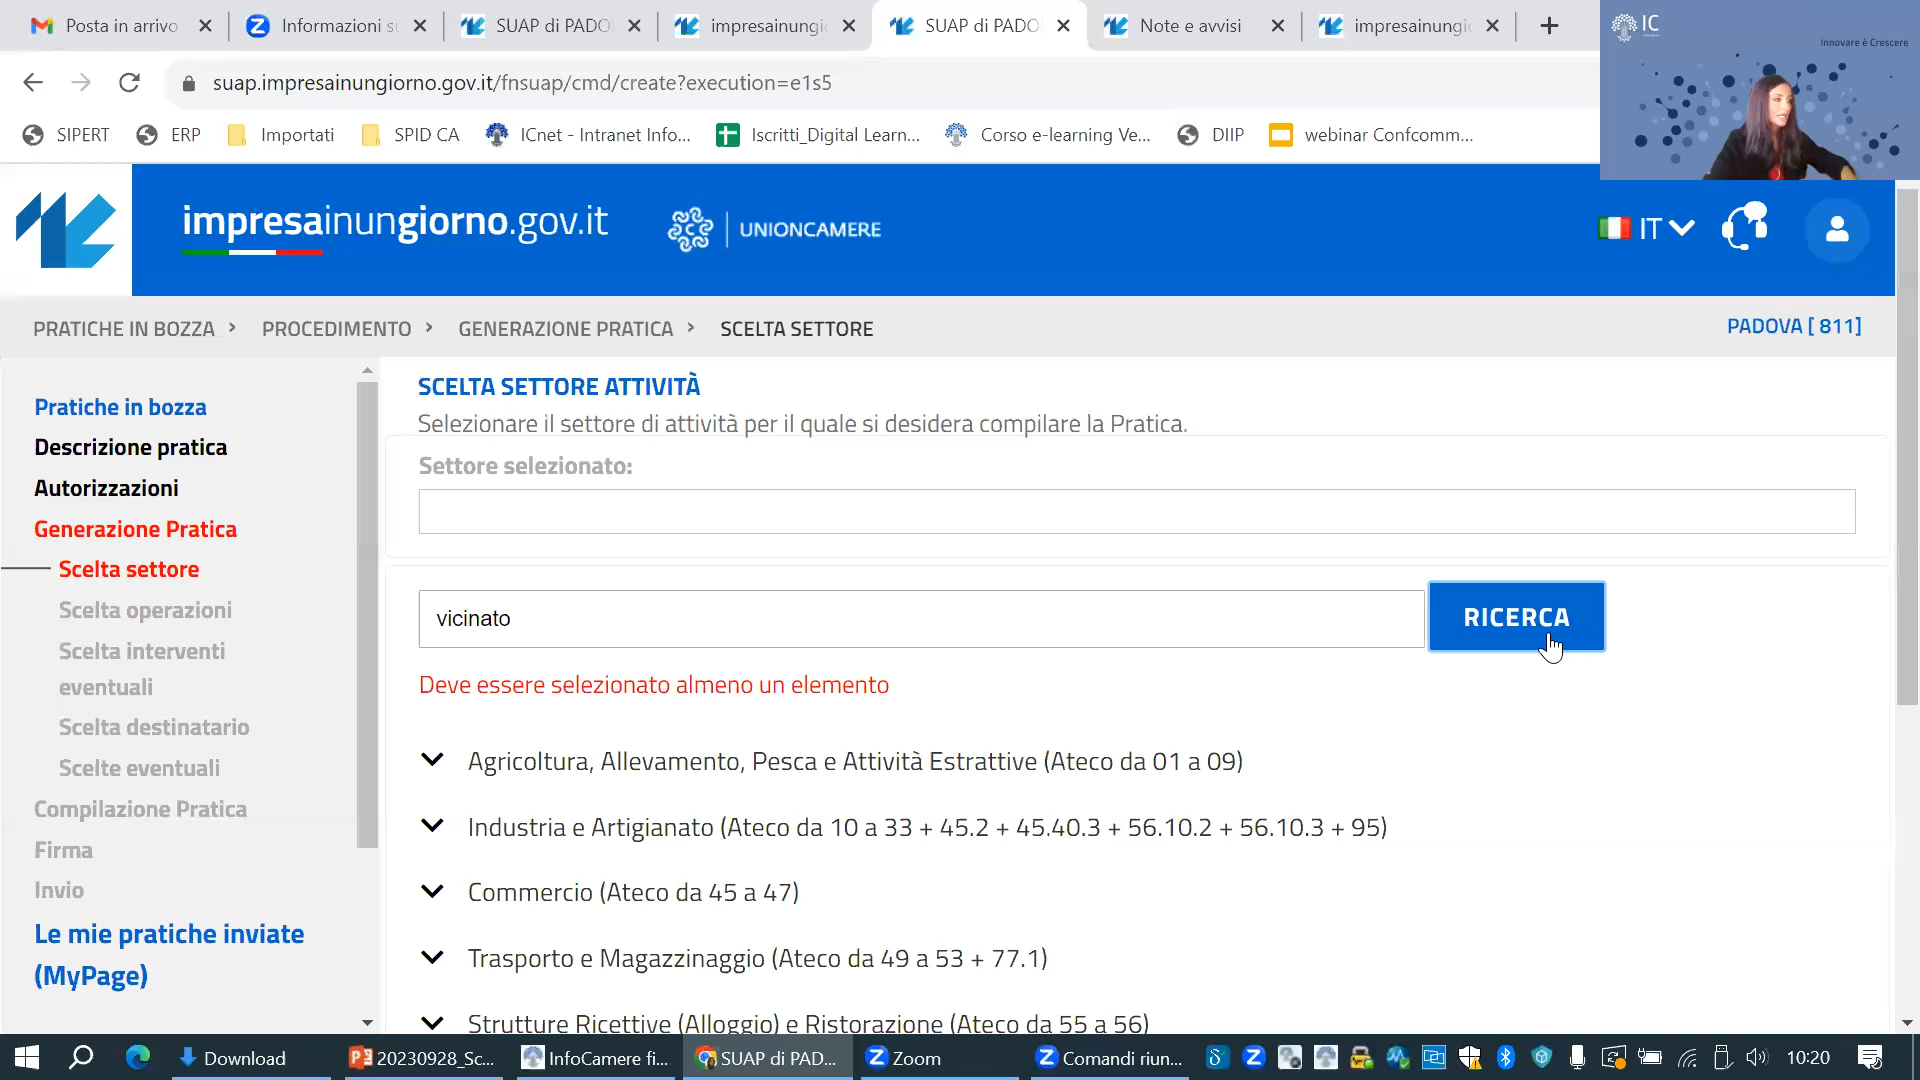 Posta in arrivo
Informazioni su
SUAP di PADO
impresainungio
SUAP di PADO
Note e avvisi
impresainungio
IC
Innovare è Crescere
suap.impresainungiorno.gov.it/fnsuap/cmd/create?execution=e1s5
SIPERT
ERP
Importati
SPID CA
ICnet - Intranet Info...
Iscritti_Digital Learn...
Corso e-learning Ve...
DIIP
webinar Confcomm...
impresainungiorno.gov.it
UNIONCAMERE
IT
PRATICHE IN BOZZA > PROCEDIMENTO > GENERAZIONE PRATICA > SCELTA SETTORE
PADOVA [ 811]
Pratiche in bozza
Descrizione pratica
Autorizzazioni
Generazione Pratica
Scelta settore
Scelta operazioni
Scelta interventi
eventuali
Scelta destinatario
Scelte eventuali
Compilazione Pratica
Firma
Invio
Le mie pratiche inviate
(MyPage)
SCELTA SETTORE ATTIVITÀ
Selezionare il settore di attività per il quale si desidera compilare la Pratica.
Settore selezionato:
vicinato
RICERCA
Deve essere selezionato almeno un elemento
Agricoltura, Allevamento, Pesca e Attività Estrattive (Ateco da 01 a 09)
Industria e Artigianato (Ateco da 10 a 33 + 45.2 + 45.40.3 + 56.10.2 + 56.10.3 + 95)
Commercio (Ateco da 45 a 47)
Trasporto e Magazzinaggio (Ateco da 49 a 53 + 77.1)
Strutture Ricettive (Alloggio) e Ristorazione (Ateco da 55 a 56)
Download
20230928_Sc...
InfoCamere fi...
SUAP di PAD...
Zoom
Comandi riun...
10:20